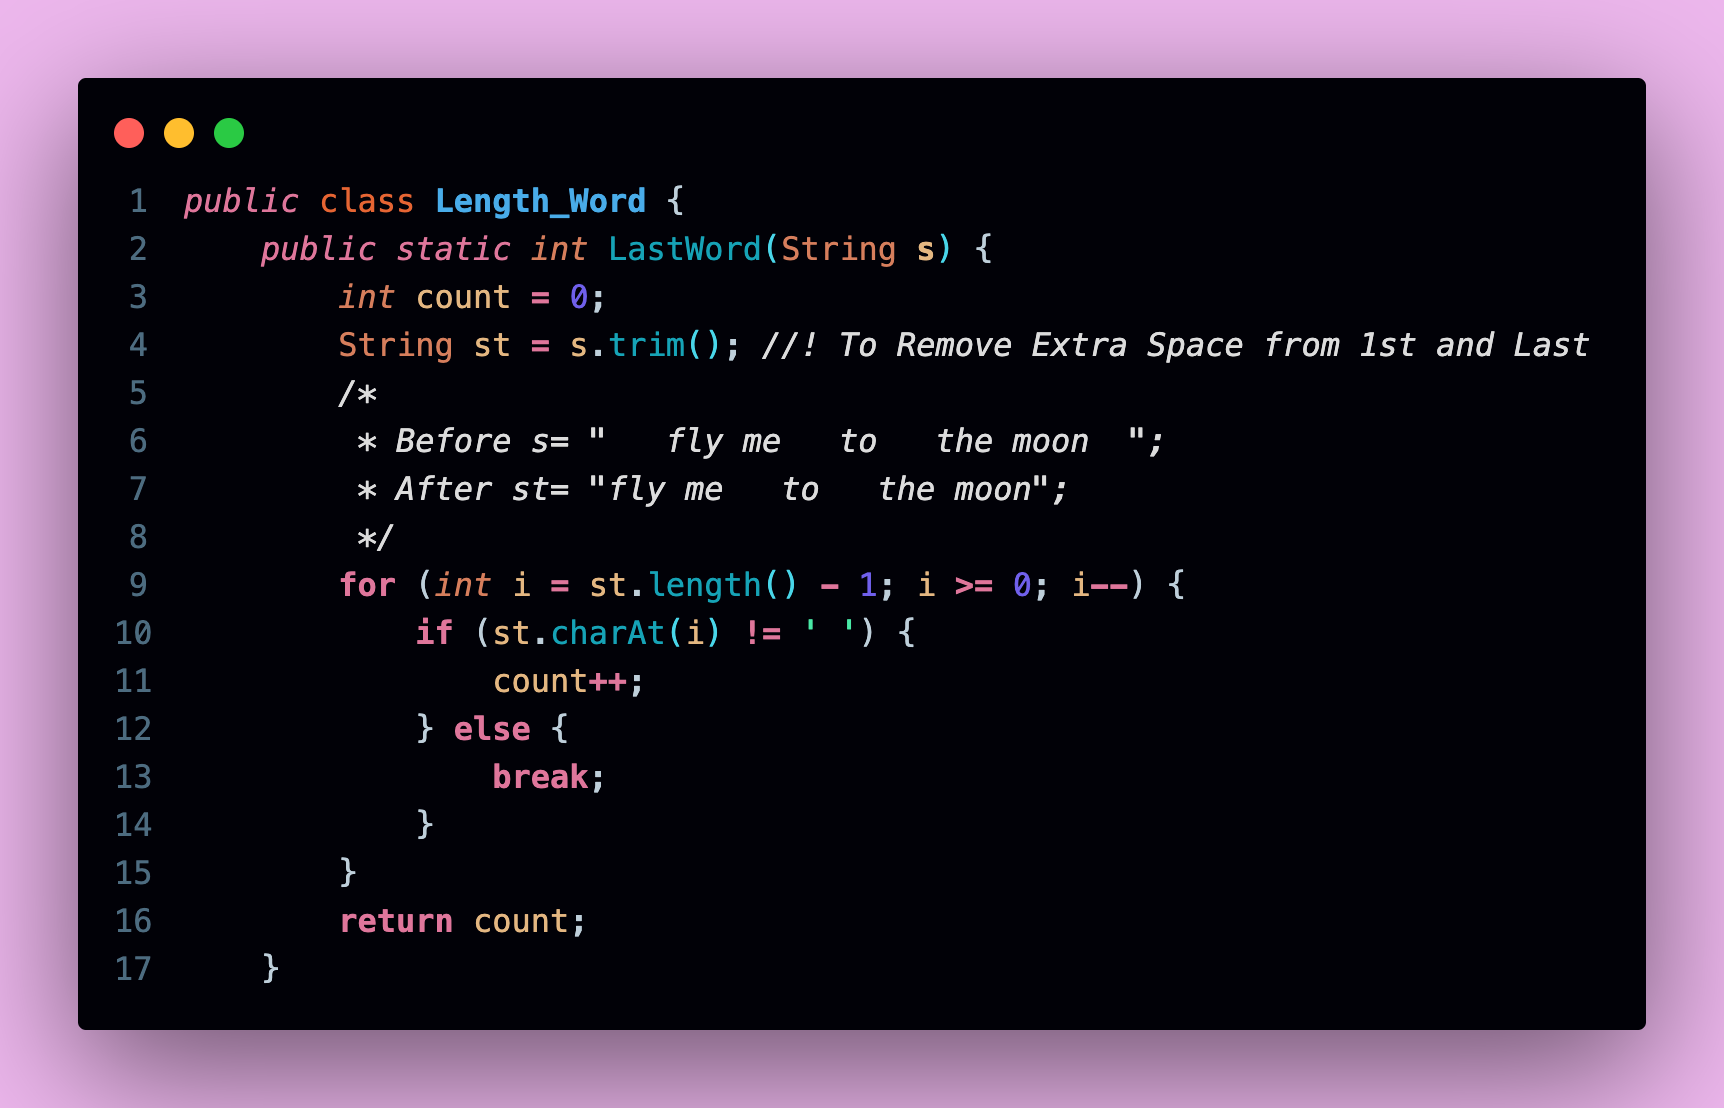 1 public class Length_Word {
2     public static int LastWord(String s) {
3         int count = 0;
4         String st = s.trim(); //! To Remove Extra Space from 1st and Last
5         /*
6          * Before s= "   fly me   to   the moon  ";
7          * After st= "fly me   to   the moon";
8          */
9         for (int i = st.length() - 1; i >= 0; i--) {
10             if (st.charAt(i) != ' ') {
11                 count++;
12             } else {
13                 break;
14             }
15         }
16         return count;
17     }